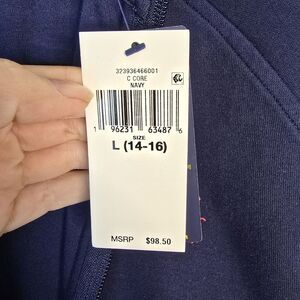 323936466001
C CORE
NAVY
1 96231 63487 6
SIZE
L (14-16)
MSRP $98.50